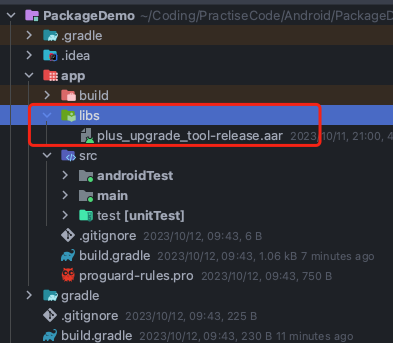 PackageDemo ~/Coding/PractiseCode/Android/PackageD
.gradle
.idea
app
build
libs
plus_upgrade_tool-release.aar 2023/10/11, 21:00, 4
src
androidTest
main
test [unitTest]
.gitignore 2023/10/12, 09:43, 6 B
build.gradle 2023/10/12, 09:43, 1.06 kB 7 minutes ago
proguard-rules.pro 2023/10/12, 09:43, 750 B
gradle
.gitignore 2023/10/12, 09:43, 225 B
build.gradle 2023/10/12, 09:43, 230 B 11 minutes ago